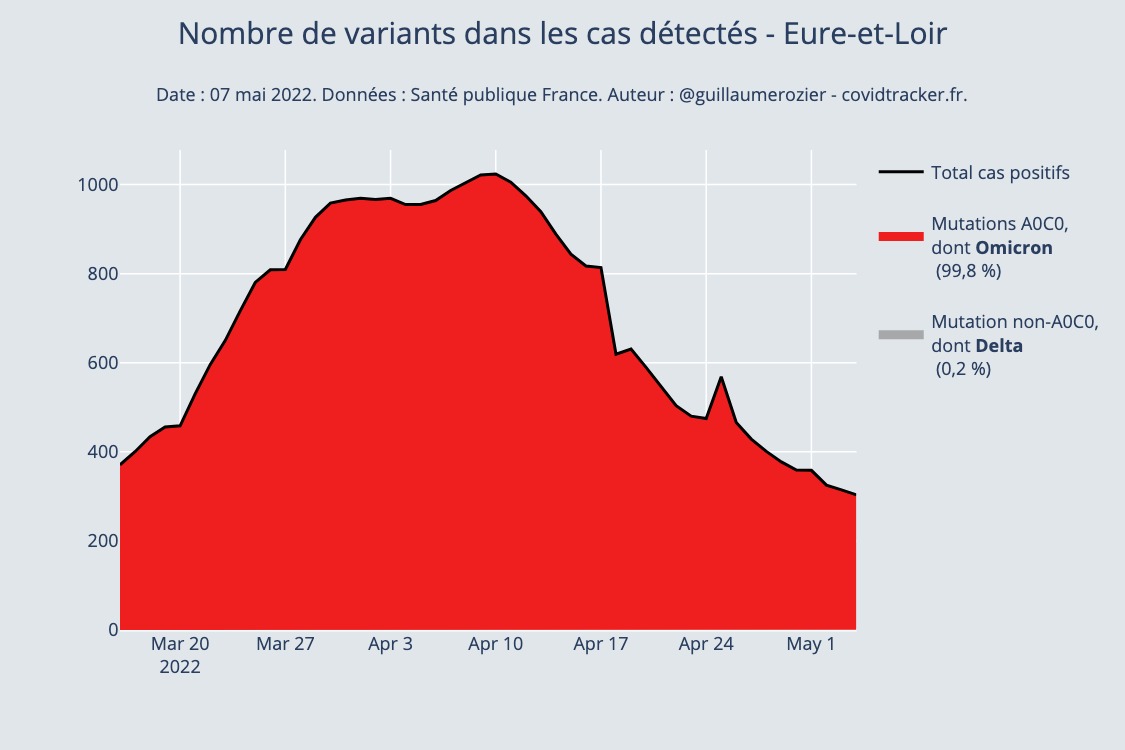 Nombre de variants dans les cas détectés - Eure-et-Loir
Date : 07 mai 2022. Données : Santé publique France. Auteur : @guillaumerozier - covidtracker.fr.
1000
800
600
400
200
0
Mar 20
2022
Mar 27
Apr 3
Apr 10
Apr 17
Apr 24
May 1
Total cas positifs
Mutations A0C0,
dont Omicron
(99,8 %)
Mutation non-A0C0,
dont Delta
(0,2 %)